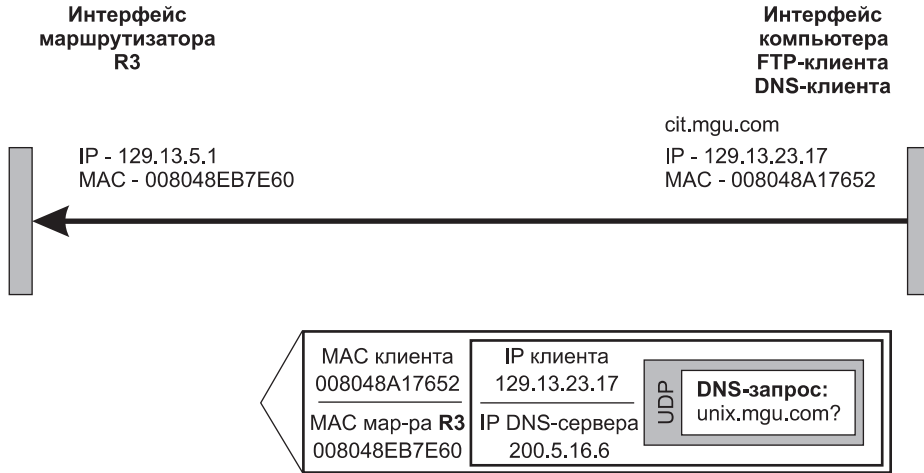 Интерфейс
маршрутизатора
R3
Интерфейс
компьютера
FTP-клиента
DNS-клиента
cit.mgu.com
IP - 129.13.5.1
MAC - 008048EB7E60
IP - 129.13.23.17
MAC - 008048A17652
MAC клиента
008048A17652
MAC мар-ра R3
008048EB7E60
IP клиента
129.13.23.17
IP DNS-сервера
200.5.16.6
UDP
DNS-запрос:
unix.mgu.com?